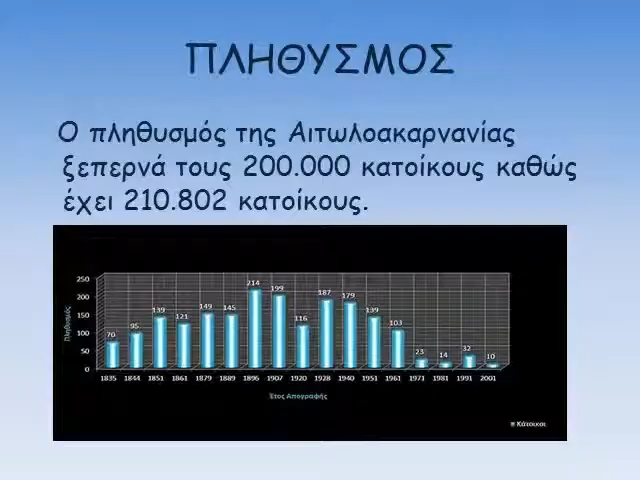 ΠΛΗΘΥΣΜΟΣ
Ο πληθυσμός της Αιτωλοακαρνανίας
ξεπερνά τους 200.000 κατοίκους καθώς
έχει 210.802 κατοίκους.
250
200
150
100
50
0
Πληθυσμός
70 95 139 121 149 145 214 199 116 187 179 139 103 23 14 32 10
1835 1844 1851 1861 1879 1889 1896 1907 1920 1928 1940 1951 1961 1971 1981 1991 2001
Έτος Απογραφής
Κάτοικοι